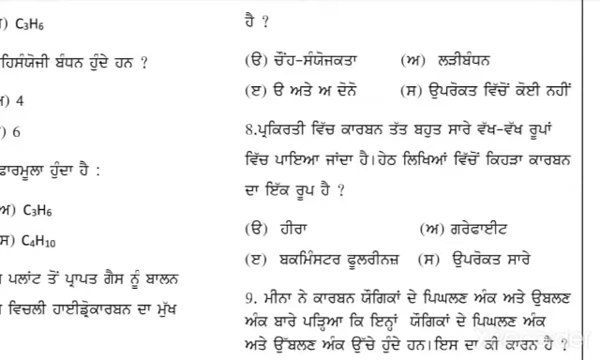 ) C₃H₆
ਹਿਸੰਯੋਜੀ ਬੰਧਨ ਹੁੰਦੇ ਹਨ ?
) 4
) 6
ਫਾਰਮੂਲਾ ਹੁੰਦਾ ਹੈ :
ਅ) C₃H₆
ਸ) C₄H₁₀
ਪਲਾਂਟ ਤੋਂ ਪ੍ਰਾਪਤ ਗੈਸ ਨੂੰ ਬਾਲਨ
ਵਿਚਲੀ ਹਾਈਡ੍ਰੋਕਾਰਬਨ ਦਾ ਮੁੱਖ
ਹੈ ?
(ੳ) ਚੌਂਹ-ਸੰਯੋਜਕਤਾ (ਅ) ਲੜੀਬੰਧਨ
(ੲ) ੳ ਅਤੇ ਅ ਦੋਨੋ (ਸ) ਉਪਰੋਕਤ ਵਿੱਚੋਂ ਕੋਈ ਨਹੀਂ
8.ਪ੍ਰਕਿਰਤੀ ਵਿੱਚ ਕਾਰਬਨ ਤੱਤ ਬਹੁਤ ਸਾਰੇ ਵੱਖ-ਵੱਖ ਰੂਪਾਂ
ਵਿੱਚ ਪਾਇਆ ਜਾਂਦਾ ਹੈ।ਹੇਠ ਲਿਖਿਆਂ ਵਿੱਚੋਂ ਕਿਹੜਾ ਕਾਰਬਨ
ਦਾ ਇੱਕ ਰੂਪ ਹੈ ?
(ੳ) ਹੀਰਾ (ਅ) ਗਰੇਫਾਈਟ
(ੲ) ਬਕਮਿੰਸਟਰ ਫੂਲਰੀਨਜ਼ (ਸ) ਉਪਰੋਕਤ ਸਾਰੇ
9. ਮੀਨਾ ਨੇ ਕਾਰਬਨ ਯੌਗਿਕਾਂ ਦੇ ਪਿਘਲਣ ਅੰਕ ਅਤੇ ਉਬਲਣ
ਅੰਕ ਬਾਰੇ ਪੜ੍ਹਿਆ ਕਿ ਇਨ੍ਹਾਂ ਯੌਗਿਕਾਂ ਦੇ ਪਿਘਲਣ ਅੰਕ
ਅਤੇ ਉੱਬਲਣ ਅੰਕ ਉੱਚੇ ਹੁੰਦੇ ਹਨ।ਇਸ ਦਾ ਕੀ ਕਾਰਨ ਹੈ ?